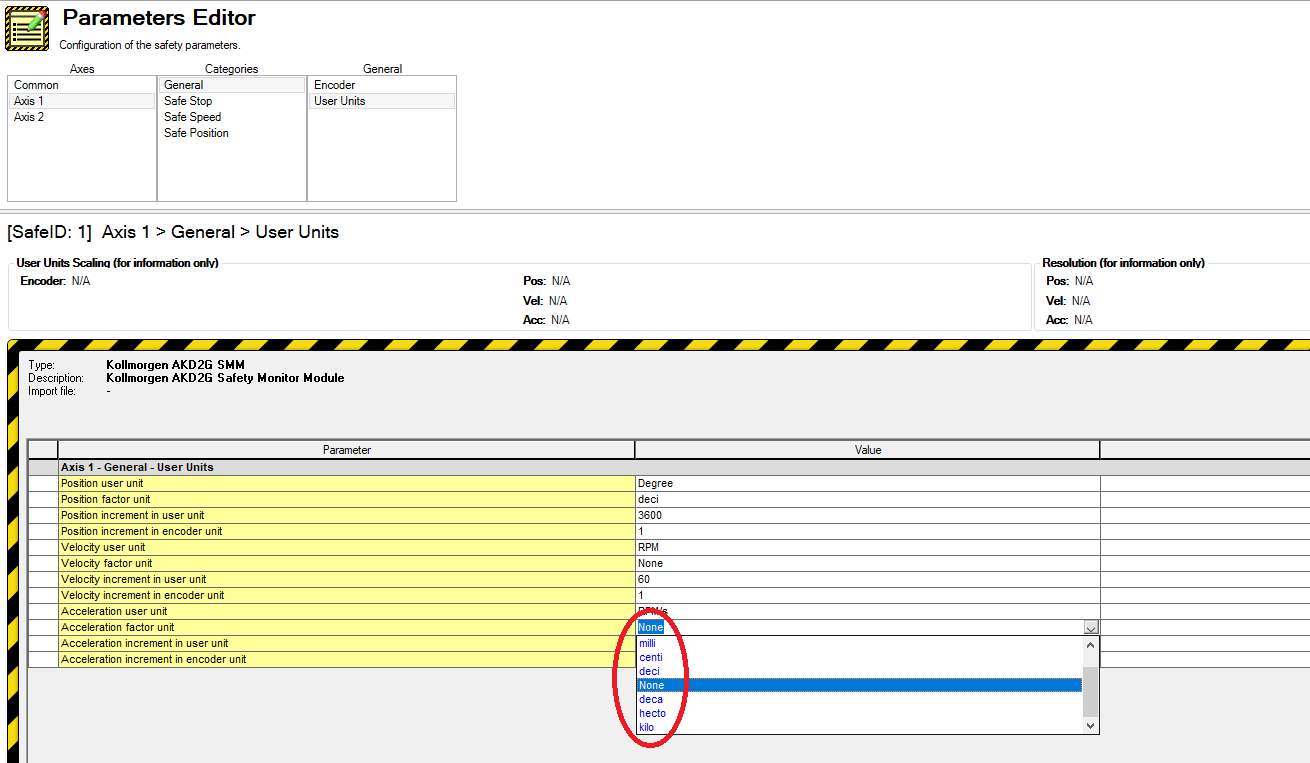 Parameters Editor
Configuration of the safety parameters.
Axes Categories General
Common General Encoder
Axis 1 Safe Stop User Units
Axis 2 Safe Speed
Safe Position
[SafeID: 1] Axis 1 > General > User Units
User Units Scaling (for information only) Resolution (for information only)
Encoder: N/A Pos: N/A Pos: N/A
Vel: N/A Vel: N/A
Acc: N/A Acc: N/A
Type: Kollmorgen AKD2G SMM
Description: Kollmorgen AKD2G Safety Monitor Module
Import file: -
Parameter Value
Axis 1 - General - User Units
Position user unit Degree
Position factor unit deci
Position increment in user unit 3600
Position increment in encoder unit 1
Velocity user unit RPM
Velocity factor unit None
Velocity increment in user unit 60
Velocity increment in encoder unit 1
Acceleration user unit RPM/s
Acceleration factor unit None
Acceleration increment in user unit milli
Acceleration increment in encoder unit centi
deci
None
deca
hecto
kilo